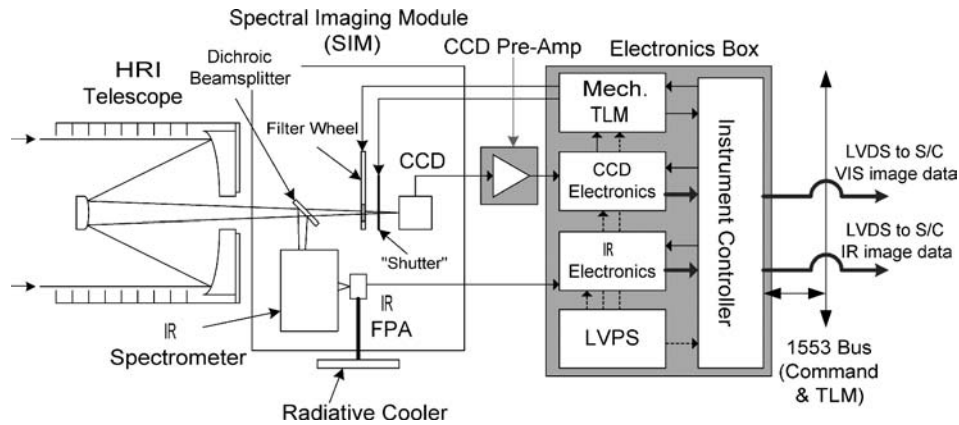 Spectral Imaging Module
(SIM)
CCD Pre-Amp
Electronics Box
HRI
Telescope
Dichroic
Beamsplitter
Filter Wheel
CCD
"Shutter"
IR
Spectrometer
IR
FPA
Radiative Cooler
Mech.
TLM
CCD
Electronics
IR
Electronics
LVPS
Instrument Controller
LVDS to S/C
VIS image data
LVDS to S/C
IR image data
1553 Bus
(Command
& TLM)